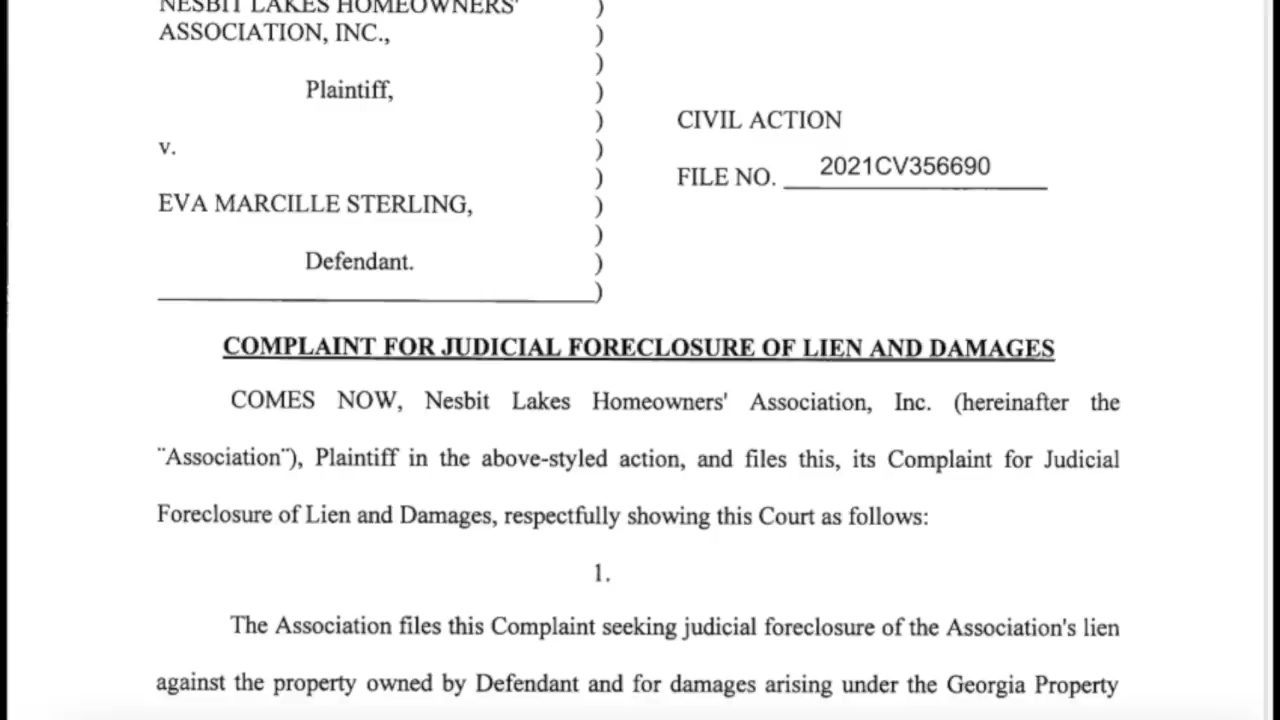 NESBIT LAKES HOMEOWNERS'
ASSOCIATION, INC.,
Plaintiff,
v.
EVA MARCILLE STERLING,
Defendant.
)
)
)
)
)
)
)
)
)
)
)
CIVIL ACTION
FILE NO. 2021CV356690
COMPLAINT FOR JUDICIAL FORECLOSURE OF LIEN AND DAMAGES
COMES NOW, Nesbit Lakes Homeowners' Association, Inc. (hereinafter the
"Association"), Plaintiff in the above-styled action, and files this, its Complaint for Judicial
Foreclosure of Lien and Damages, respectfully showing this Court as follows:
1.
The Association files this Complaint seeking judicial foreclosure of the Association's lien
against the property owned by Defendant and for damages arising under the Georgia Property